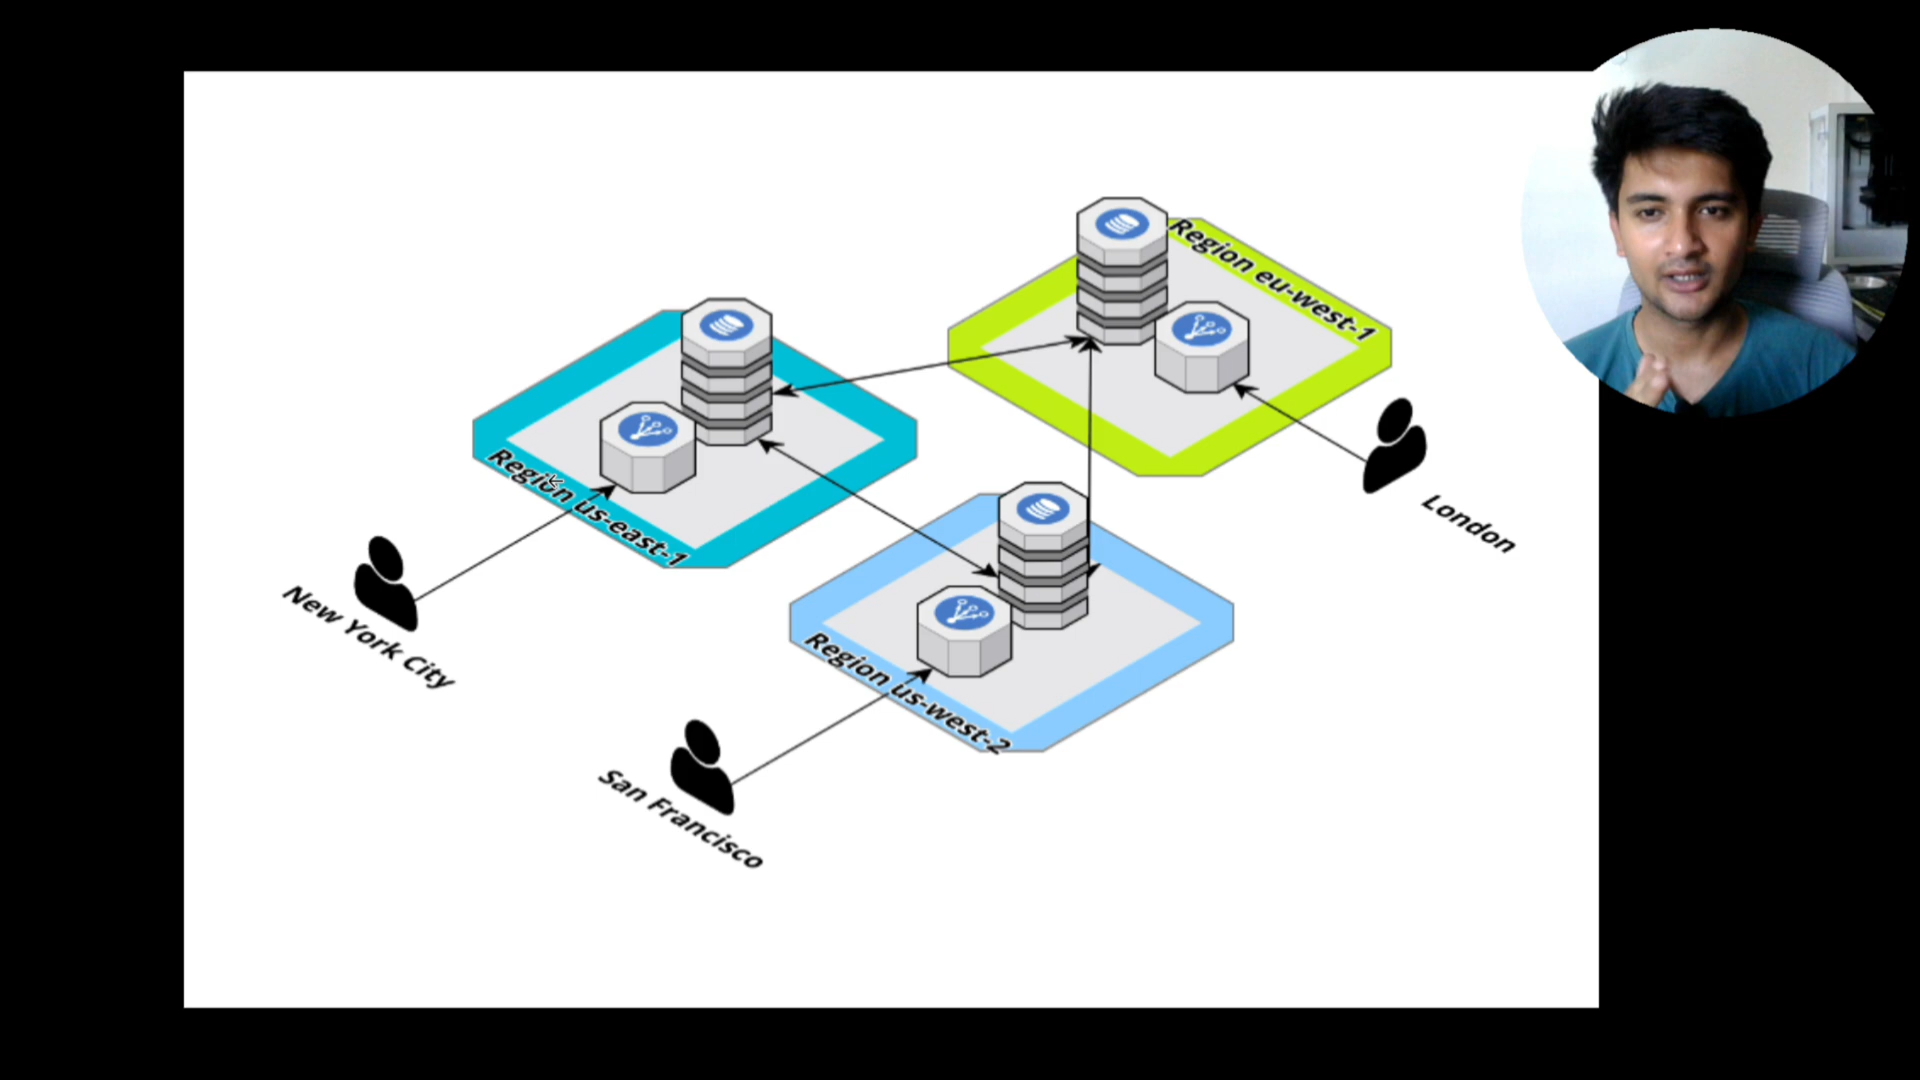 Region eu-west-1
Region us-east-1
London
New York City
Region us-west-2
San Francisco